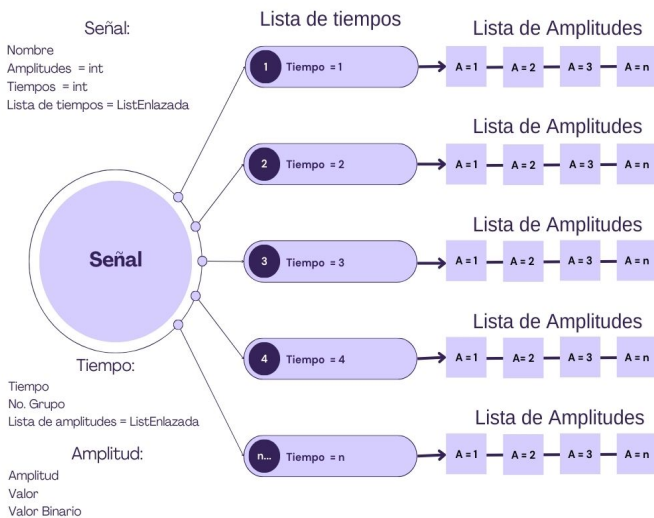 Señal:
Nombre
Amplitudes = int
Tiempos = int
Lista de tiempos = ListEnlazada
Señal
Tiempo:
Tiempo
No. Grupo
Lista de amplitudes = ListEnlazada
Amplitud:
Amplitud
Valor
Valor Binario
Lista de tiempos
1 Tiempo = 1
2 Tiempo = 2
3 Tiempo = 3
4 Tiempo = 4
n... Tiempo = n
Lista de Amplitudes
A = 1 A = 2 A = 3 A = n
Lista de Amplitudes
A = 1 A = 2 A = 3 A = n
Lista de Amplitudes
A = 1 A = 2 A = 3 A = n
Lista de Amplitudes
A = 1 A= 2 A = 3 A = n
Lista de Amplitudes
A = 1 A = 2 A = 3 A = n